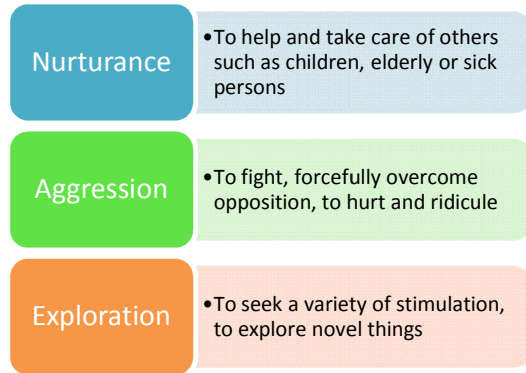 Nurturance
•To help and take care of others
such as children, elderly or sick
persons
Aggression
•To fight, forcefully overcome
opposition, to hurt and ridicule
Exploration
•To seek a variety of stimulation,
to explore novel things